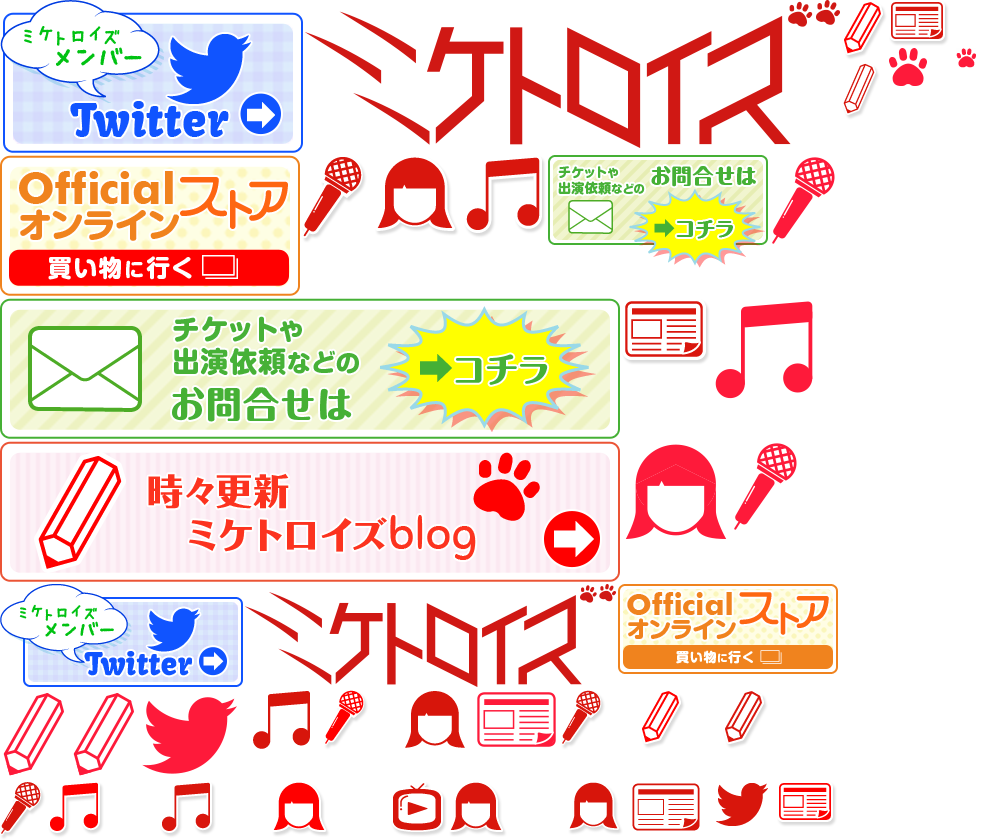 ミケトロイズ
メンバー
Twitter
ミケトロイズ
Official
オンラインストア
買い物に行く
チケットや
出演依頼などの
お問合せは
コチラ
チケットや
出演依頼などの
お問合せは
コチラ
時々更新
ミケトロイズblog
ミケトロイズ
メンバー
Twitter
ミケトロイズ
Official
オンラインストア
買い物に行く